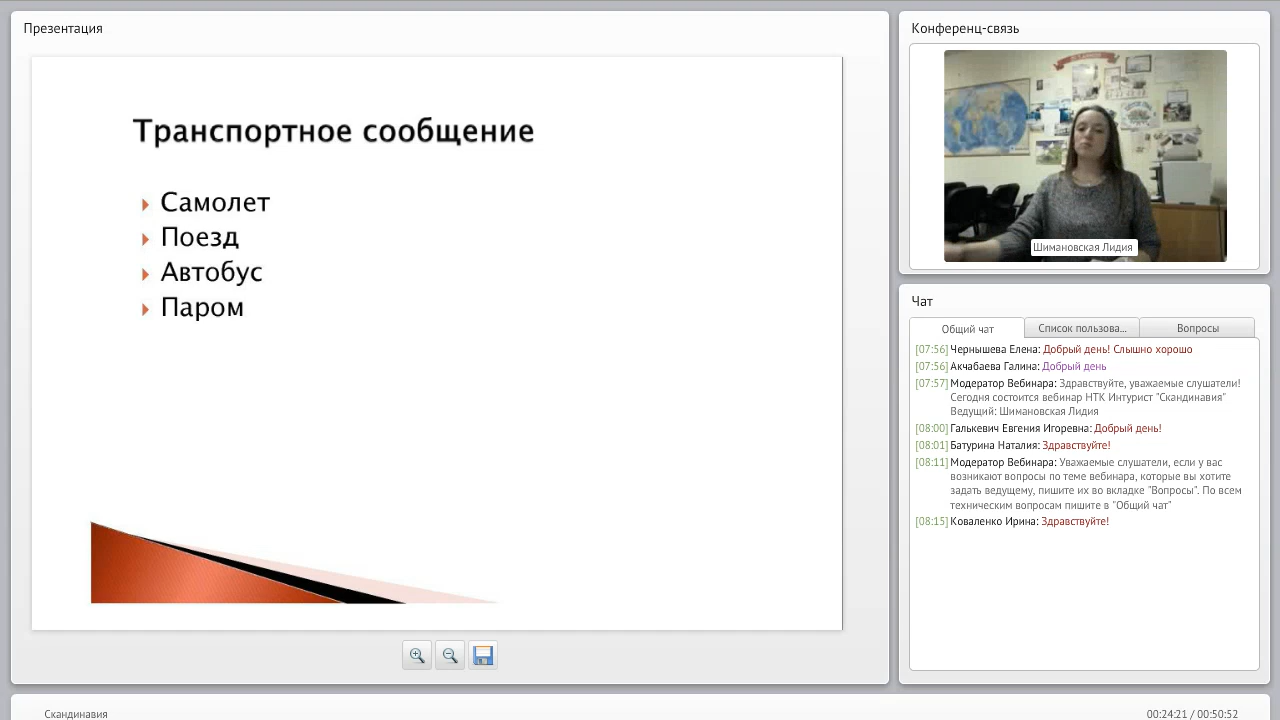 Презентация
Транспортное сообщение
Самолет
Поезд
Автобус
Паром
Конференц-связь
Шимановская Лидия
Чат
Общий чат
Список пользова...
Вопросы
[07:56] Чернышева Елена: Добрый день! Слышно хорошо
[07:56] Акчабаева Галина: Добрый день
[07:57] Модератор Вебинара: Здравствуйте, уважаемые слушатели!
Сегодня состоится вебинар НТК Интурист "Скандинавия"
Ведущий: Шимановская Лидия
[08:00] Галькевич Евгения Игоревна: Добрый день!
[08:01] Батурина Наталия: Здравствуйте!
[08:11] Модератор Вебинара: Уважаемые слушатели, если у вас
возникают вопросы по теме вебинара, которые вы хотите
задать ведущему, пишите их во вкладке "Вопросы". По всем
техническим вопросам пишите в "Общий чат"
[08:15] Коваленко Ирина: Здравствуйте!
Скандинавия
00:24:21 / 00:50:52